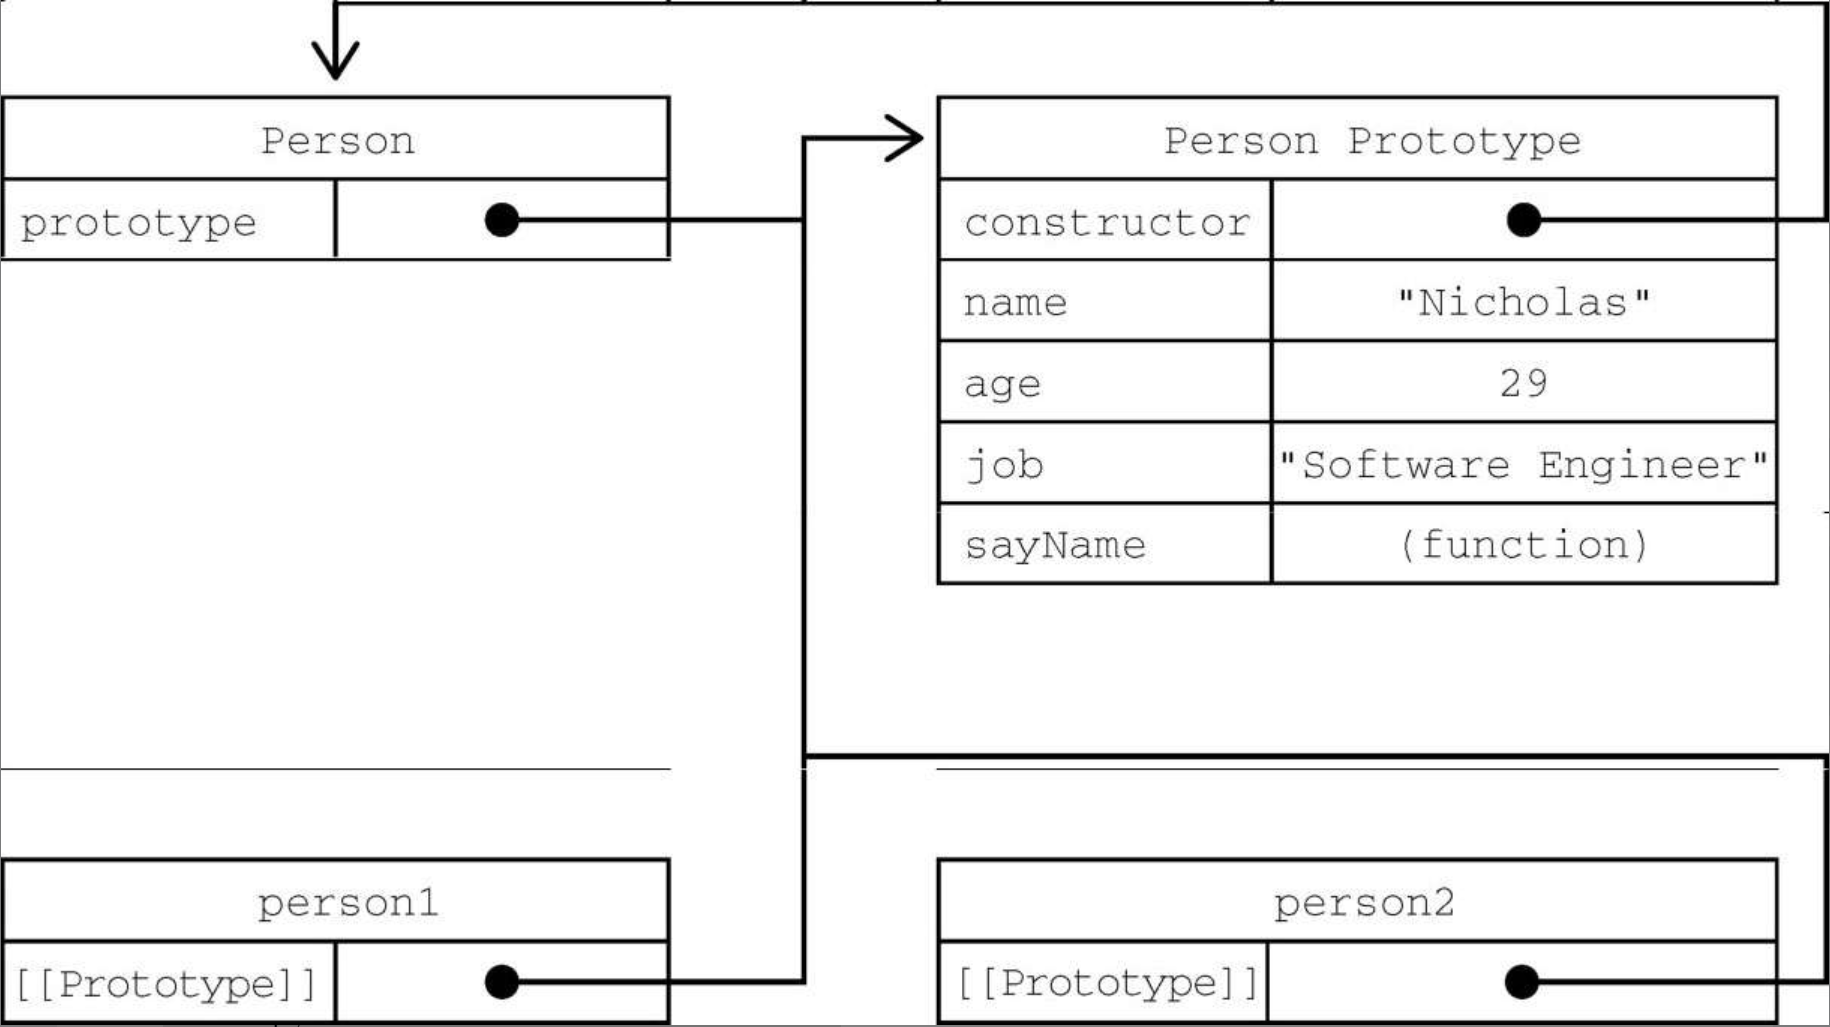 Person
prototype
Person Prototype
constructor
name "Nicholas"
age 29
job "Software Engineer"
sayName (function)
person1
[[Prototype]]
person2
[[Prototype]]